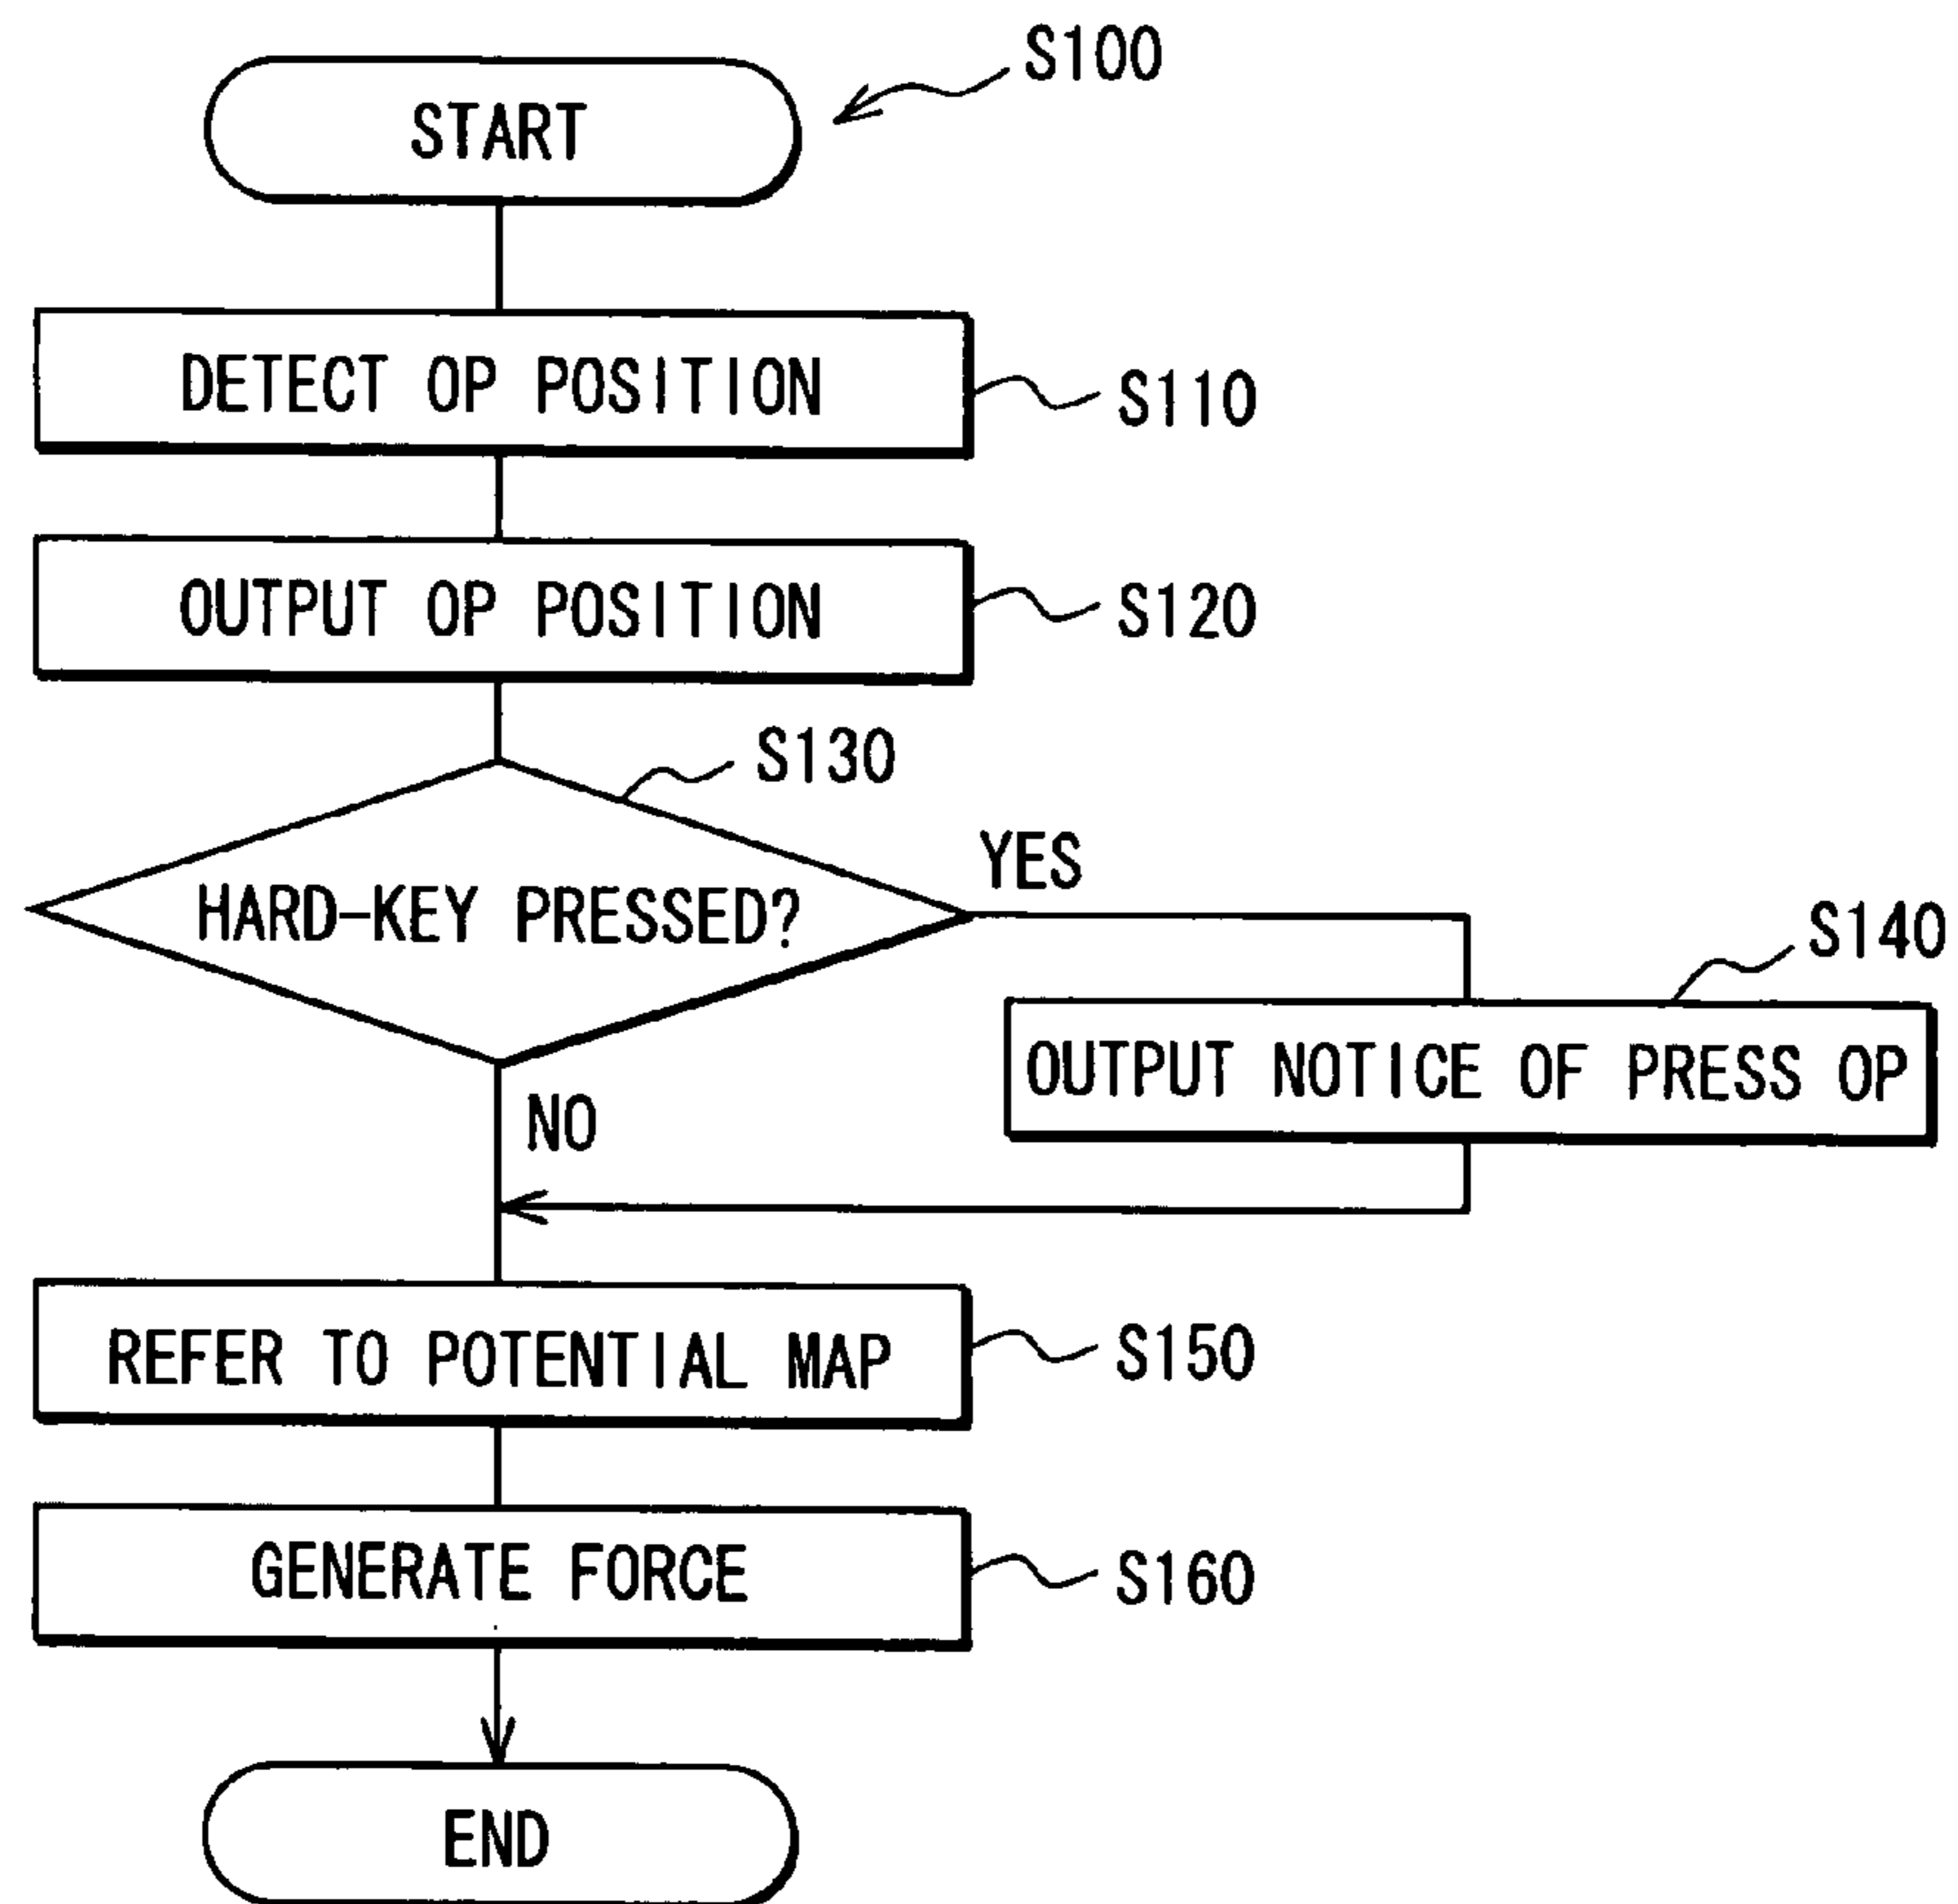 S100
START
DETECT OP POSITION
S110
OUTPUT OP POSITION
S120
S130
HARD-KEY PRESSED?
YES
S140
OUTPUT NOTICE OF PRESS OP
NO
REFER TO POTENTIAL MAP
S150
GENERATE FORCE
S160
END